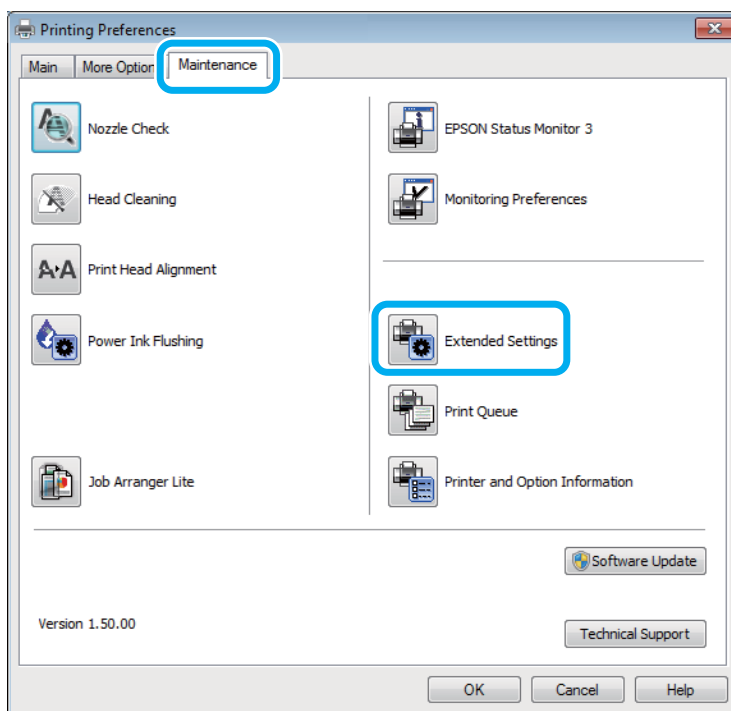 Printing Preferences
Main
More Option
Maintenance
Nozzle Check
EPSON Status Monitor 3
Head Cleaning
Monitoring Preferences
Print Head Alignment
Power Ink Flushing
Extended Settings
Print Queue
Job Arranger Lite
Printer and Option Information
Software Update
Version 1.50.00
Technical Support
OK
Cancel
Help